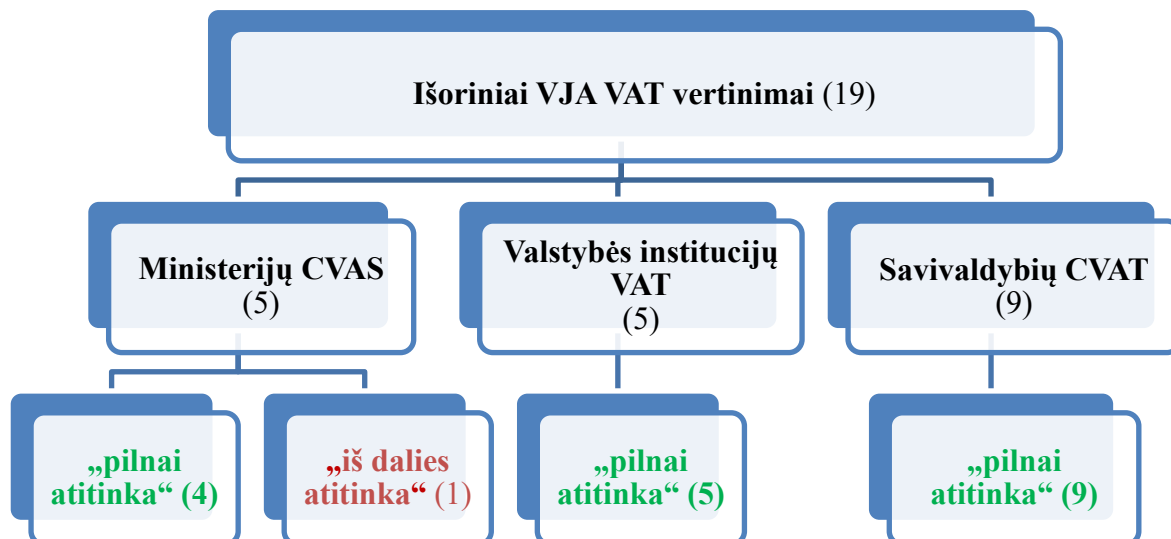 Išoriniai VJA VAT vertinimai (19)
Ministerijų CVAS
(5)
Valstybės institucijų
VAT
(5)
Savivaldybių CVAT
(9)
„pilnai
atitinka“ (4)
„iš dalies
atitinka“ (1)
„pilnai
atitinka“ (5)
„pilnai
atitinka“ (9)